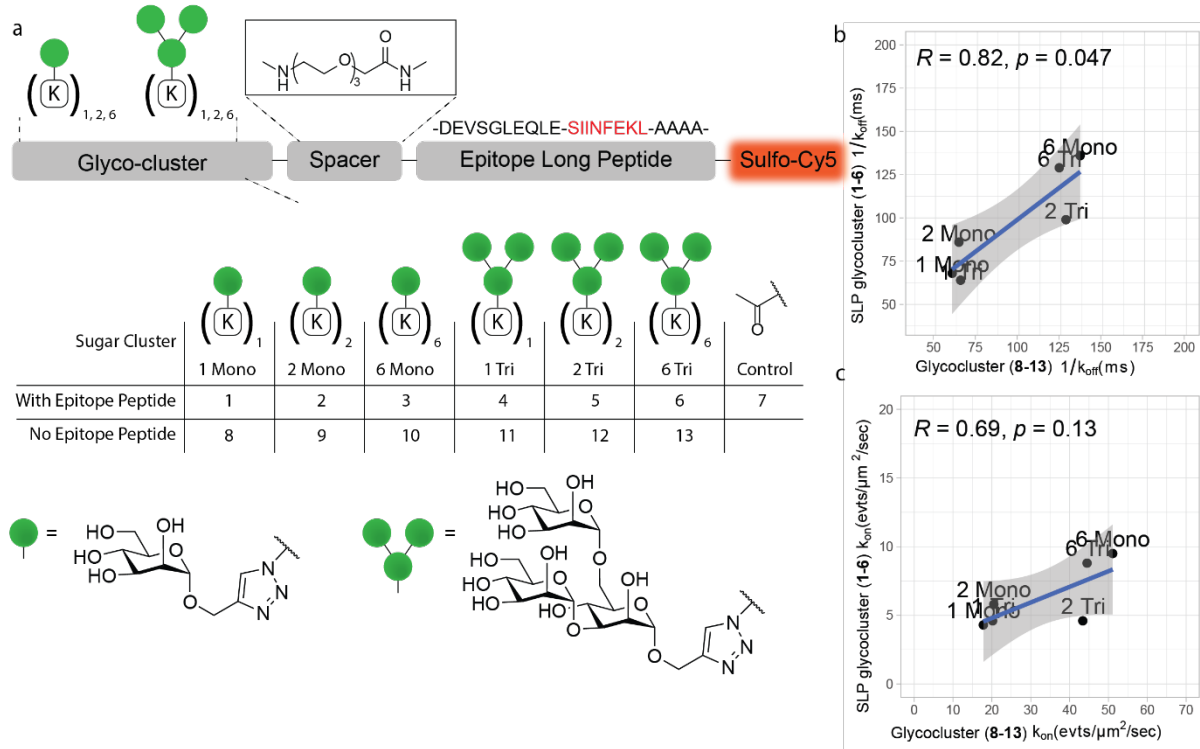 a
(K)1, 2, 6
(K)1, 2, 6
O
HN
O
3
N
H
-DEVSGLEQLE-SIINFEKL-AAAA-
Glyco-cluster
Spacer
Epitope Long Peptide
Sulfo-Cy5
(K)1
(K)2
(K)6
(K)1
(K)2
(K)6
O
Sugar Cluster
1 Mono
2 Mono
6 Mono
1 Tri
2 Tri
6 Tri
Control
With Epitope Peptide
1
2
3
4
5
6
7
No Epitope Peptide
8
9
10
11
12
13
=
HO
OH
HO
HO
O
O
N
N
N
=
HO
OH
HO
HO
O
O
HO
OH
HO
HO
O
O
OH
HO
O
O
N
N
N
b
R = 0.82, p = 0.047
SLP glycocluster (1-6) 1/koff(ms)
200
175
150
125
100
75
50
6 Mono
6 Tri
2 Tri
2 Mono
1 Mono
1 Tri
50
75
100
125
150
175
200
Glycocluster (8-13) 1/koff(ms)
c
R = 0.69, p = 0.13
SLP glycocluster (1-6) kon(evts/μm²/sec)
20
15
10
5
0
6 Mono
6 Tri
2 Mono
1 Tri
1 Mono
2 Tri
0
10
20
30
40
50
60
70
Glycocluster (8-13) kon(evts/μm²/sec)